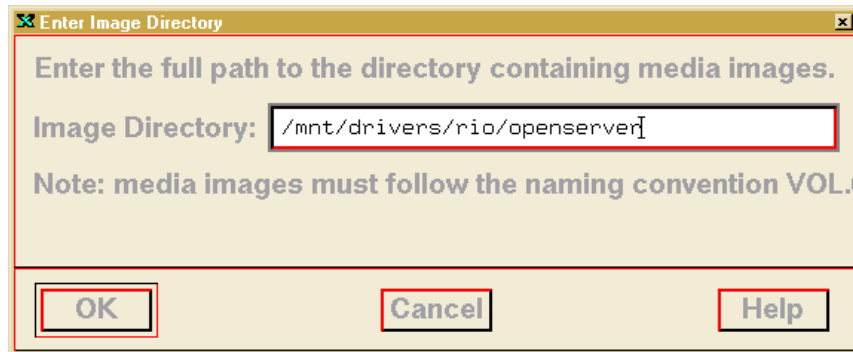 Enter Image Directory
Enter the full path to the directory containing media images.
Image Directory: /mnt/drivers/rio/openserver
Note: media images must follow the naming convention VOL.
OK Cancel Help